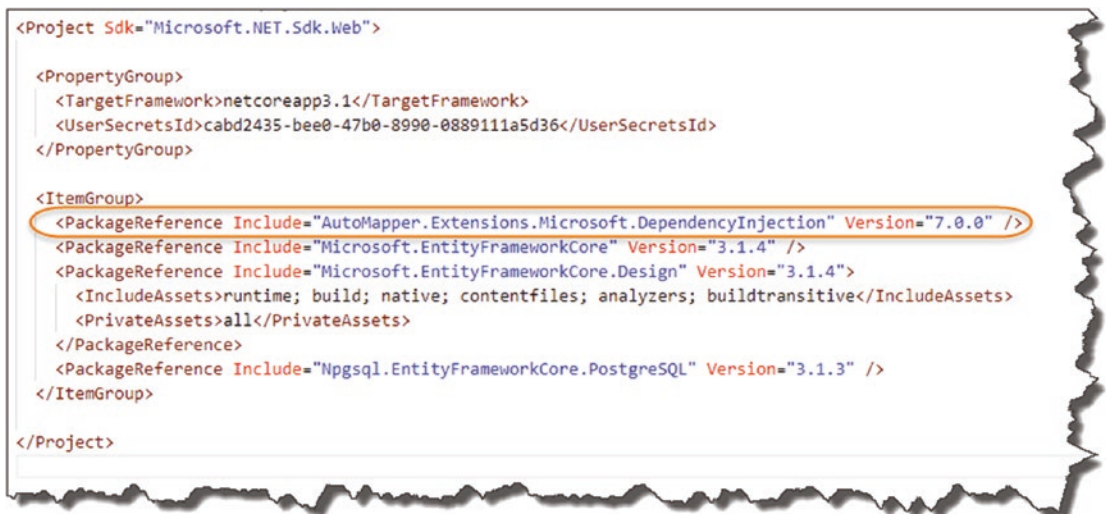 <Project Sdk="Microsoft.NET.Sdk.Web">
<PropertyGroup>
<TargetFramework>netcoreapp3.1</TargetFramework>
<UserSecretsId>cabd2435-bee0-47b0-8990-0889111a5d36</UserSecretsId>
</PropertyGroup>
<ItemGroup>
<PackageReference Include="AutoMapper.Extensions.Microsoft.DependencyInjection" Version="7.0.0" />
<PackageReference Include="Microsoft.EntityFrameworkCore" Version="3.1.4" />
<PackageReference Include="Microsoft.EntityFrameworkCore.Design" Version="3.1.4">
<IncludeAssets>runtime; build; native; contentfiles; analyzers; buildtransitive</IncludeAssets>
<PrivateAssets>all</PrivateAssets>
</PackageReference>
<PackageReference Include="Npgsql.EntityFrameworkCore.PostgreSQL" Version="3.1.3" />
</ItemGroup>
</Project>